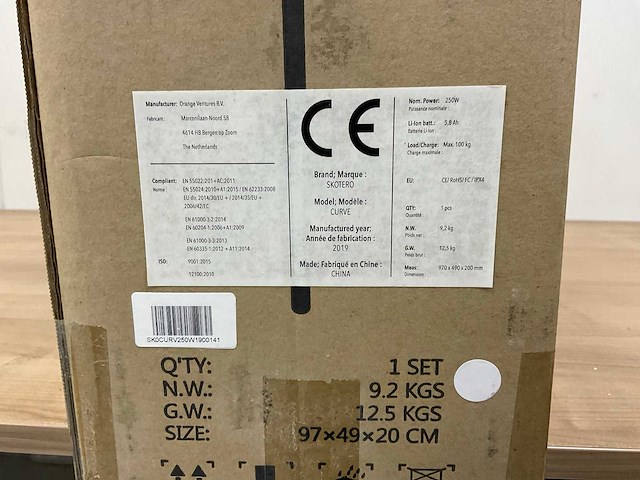 Manufacturer: Orange Ventures B.V.
Fabricant: Marconilaan Noord 58
4614 HB Bergen op Zoom
The Netherlands
Compliant: EN 55022:201+AC:2011
Norme : EN 55024:2010+A1:2015 / EN 62233:2008
EU dir. 2014/30/EU + / 2014/35/EU +
2006/42/EC
EN 61000-3-2:2014
EN 60204-1:2006+A1:2009
EN 61000-3-3:2013
EN 60335-1:2012 +A11:2014
ISO: 9001:2015
12100:2010
CE
Brand; Marque :
SKOTERO
Model; Modèle :
CURVE
Manufactured year;
Année de fabrication :
2019
Made; Fabriqué en Chine :
CHINA
Nom. Power: 250W
Puissance nominale :
Li-Ion batt.: 5,8 Ah
Batterie Li-Ion :
Load/Charge: Max. 100 kg
Charge maximale :
EU: CE/ RoHS/ FC / IPX4
QTY: 1 pcs
Quantité :
N.W. 9,2 kg
Poids net :
G.W. 12,5 kg
Poids brut :
Meas: 970 x 490 x 200 mm
Dimension:
SK0CURV250W1900141
Q'TY: 1 SET
N.W.: 9.2 KGS
G.W.: 12.5 KGS
SIZE: 97×49×20 CM